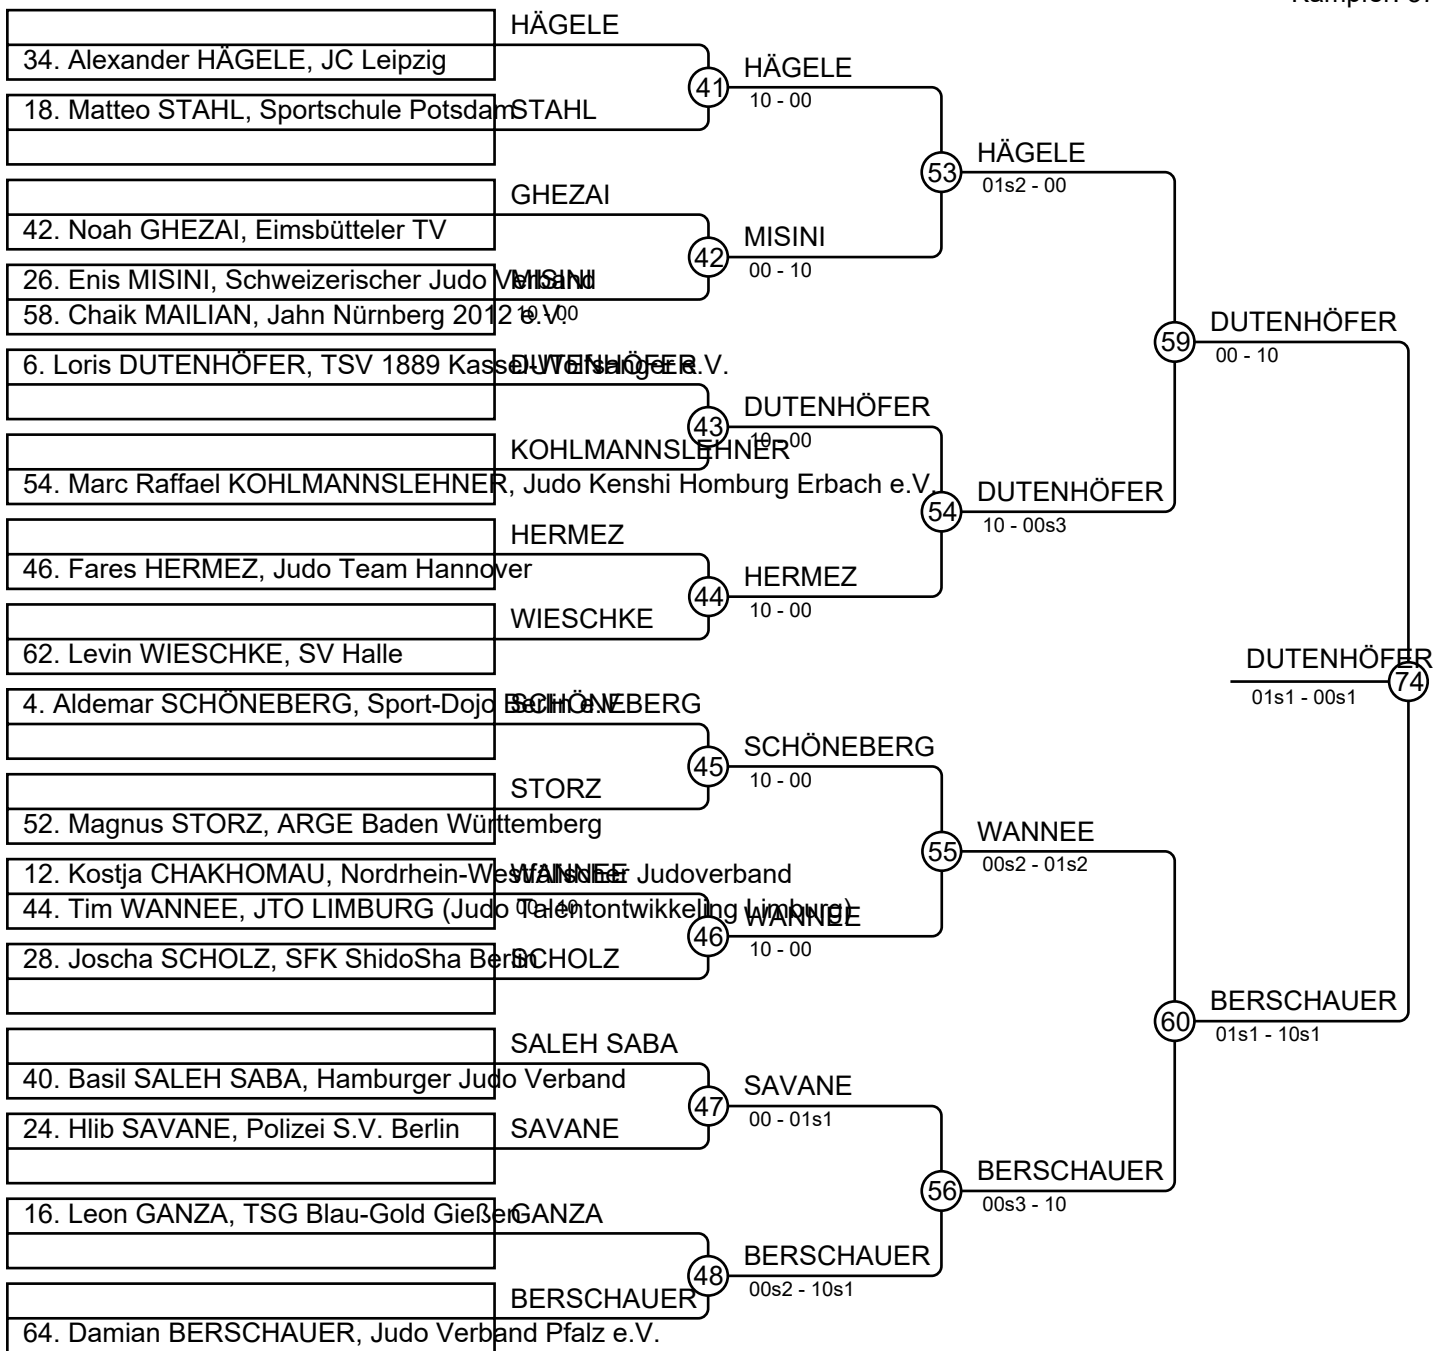 HÄGELE
34. Alexander HÄGELE, JC Leipzig
41
HÄGELE
10 - 00
18. Matteo STAHL, Sportschule Potsdam
STAHL
53
HÄGELE
01s2 - 00
GHEZAI
42. Noah GHEZAI, Eimsbütteler TV
42
MISINI
00 - 10
26. Enis MISINI, Schweizerischer Judo Verband
MISINI
58. Chaik MAILIAN, Jahn Nürnberg 2012 e.V.
10 - 00
59
DUTENHÖFER
00 - 10
6. Loris DUTENHÖFER, TSV 1889 Kassel-Wolfsanger e.V.
DUTENHÖFER
43
DUTENHÖFER
10 - 00
KOHLMANNSLEHNER
54. Marc Raffael KOHLMANNSLEHNER, Judo Kenshi Homburg Erbach e.V.
54
DUTENHÖFER
10 - 00s3
HERMEZ
46. Fares HERMEZ, Judo Team Hannover
44
HERMEZ
10 - 00
WIESCHKE
62. Levin WIESCHKE, SV Halle
DUTENHÖFER
74
01s1 - 00s1
4. Aldemar SCHÖNEBERG, Sport-Dojo Berlin e.V.
SCHÖNEBERG
45
SCHÖNEBERG
10 - 00
STORZ
52. Magnus STORZ, ARGE Baden Württemberg
55
WANNEE
00s2 - 01s2
12. Kostja CHAKHOMAU, Nordrhein-Westfälischer Judoverband
WANNEE
44. Tim WANNEE, JTO LIMBURG (Judo Talentontwikkeling Limburg)
00 - 10
46
WANNEE
10 - 00
28. Joscha SCHOLZ, SFK ShidoSha Berlin
SCHOLZ
60
BERSCHAUER
01s1 - 10s1
SALEH SABA
40. Basil SALEH SABA, Hamburger Judo Verband
47
SAVANE
00 - 01s1
24. Hlib SAVANE, Polizei S.V. Berlin
SAVANE
56
BERSCHAUER
00s3 - 10
16. Leon GANZA, TSG Blau-Gold Gießen
GANZA
48
BERSCHAUER
00s2 - 10s1
BERSCHAUER
64. Damian BERSCHAUER, Judo Verband Pfalz e.V.